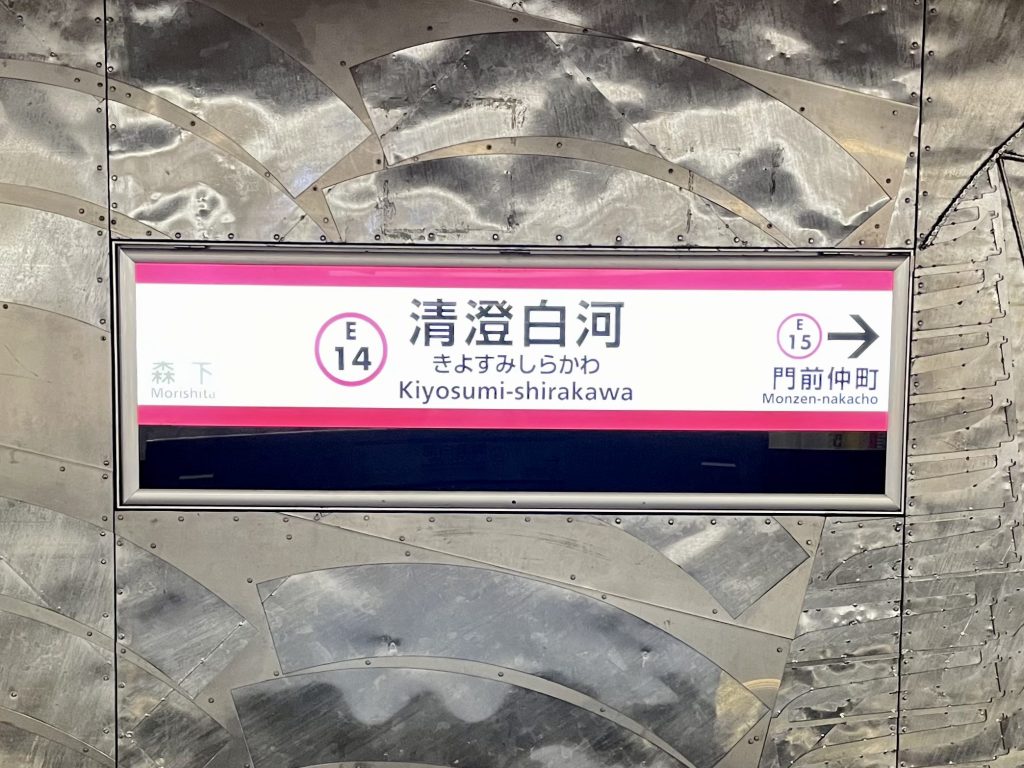 森下
Morishita
E
14
清澄白河
きよすみしらかわ
Kiyosumi-shirakawa
E
15
門前仲町
Monzen-nakacho